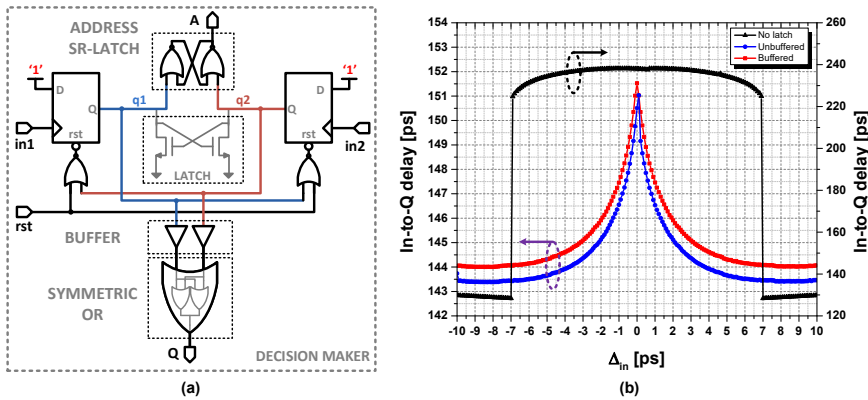 ADDRESS
SR-LATCH
A
'1'
'1'
D
D
Q
q1
q2
Q
rst
rst
in1
in2
LATCH
rst
BUFFER
SYMMETRIC
OR
Q
DECISION MAKER
(a)
154
153
152
151
150
149
148
147
146
145
144
143
142
In-to-Q delay [ps]
No latch
Unbuffered
Buffered
260
240
220
200
180
160
140
120
In-to-Q delay [ps]
-10 -9 -8 -7 -6 -5 -4 -3 -2 -1 0 1 2 3 4 5 6 7 8 9 10
Δin [ps]
(b)